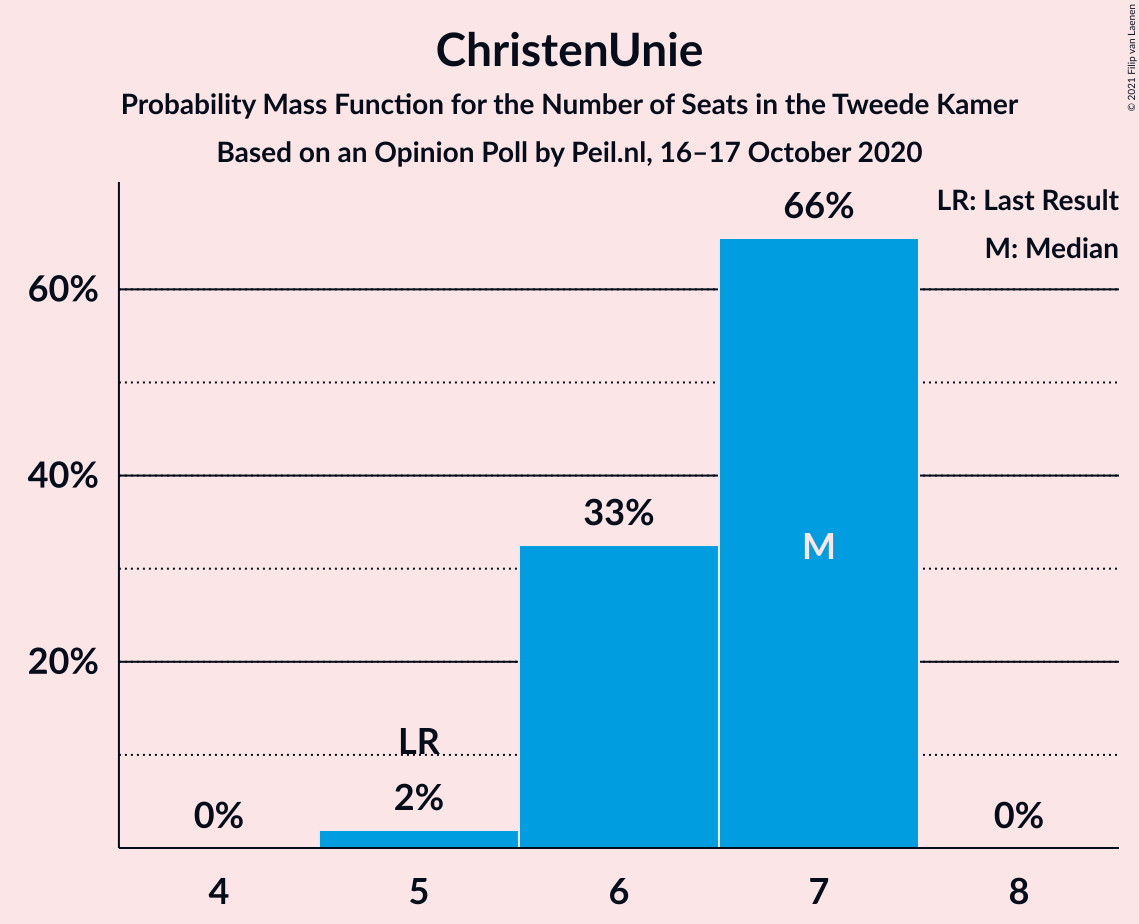 ChristenUnie
Probability Mass Function for the Number of Seats in the Tweede Kamer
Based on an Opinion Poll by Peil.nl, 16–17 October 2020
© 2021 Filip van Laenen
LR: Last Result
M: Median
66%
60%
33%
40%
M
20%
LR
2%
0%
0%
4
5
6
7
8